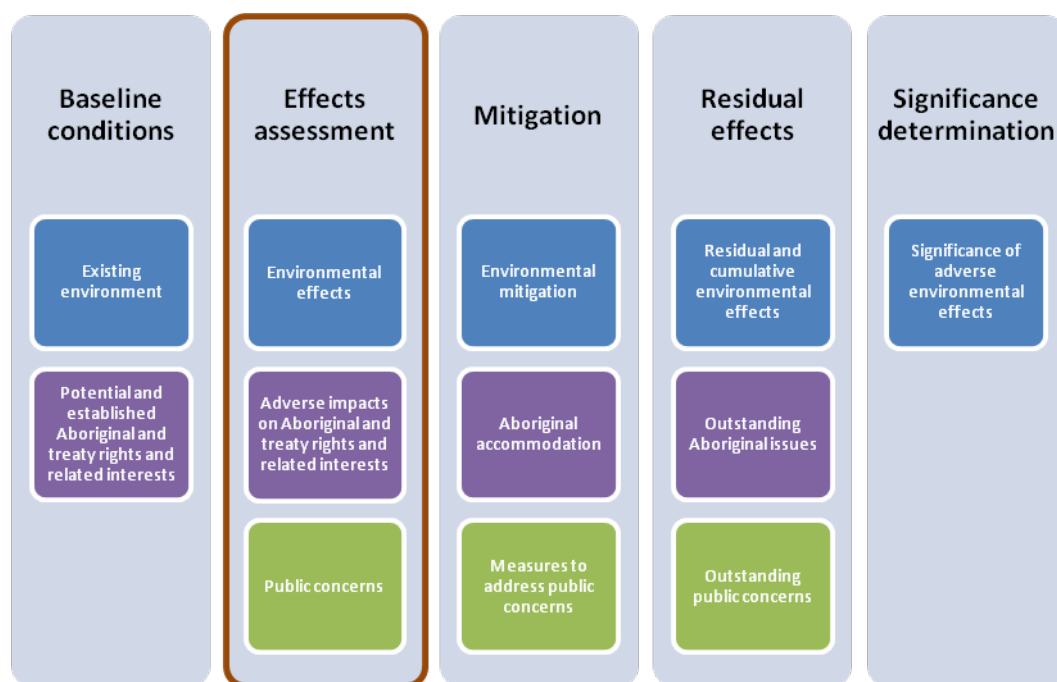 Baseline
conditions
Existing
environment
Potential and
established
Aboriginal and
treaty rights and
related interests
Effects
assessment
Environmental
effects
Adverse impacts
on Aboriginal and
treaty rights and
related interests
Public concerns
Mitigation
Environmental
mitigation
Aboriginal
accommodation
Measures to
address public
concerns
Residual
effects
Residual and
cumulative
environmental
effects
Outstanding
Aboriginal issues
Outstanding
public concerns
Significance
determination
Significance of
adverse
environmental
effects